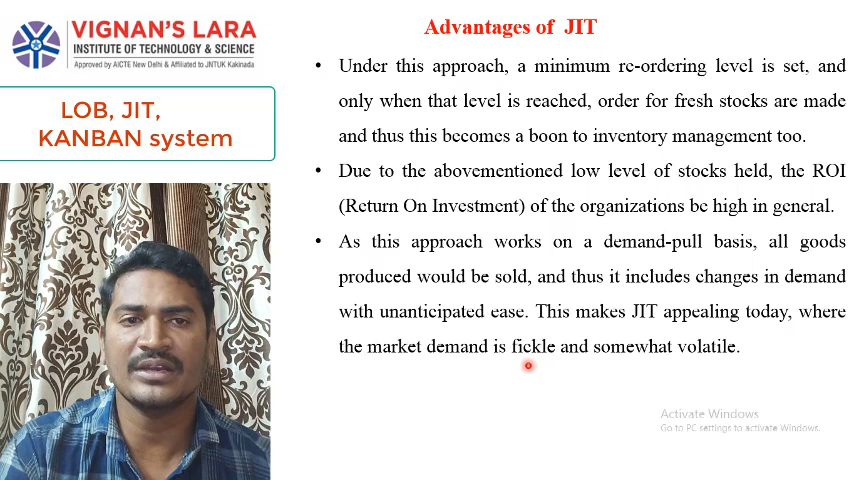 VIGNAN'S LARA
INSTITUTE OF TECHNOLOGY & SCIENCE
Approved by AICTE New Delhi & Affiliated to JNTUK Kakinada
LOB, JIT,
KANBAN system
Advantages of JIT
• Under this approach, a minimum re-ordering level is set, and
only when that level is reached, order for fresh stocks are made
and thus this becomes a boon to inventory management too.
• Due to the abovementioned low level of stocks held, the ROI
(Return On Investment) of the organizations be high in general.
• As this approach works on a demand-pull basis, all goods
produced would be sold, and thus it includes changes in demand
with unanticipated ease. This makes JIT appealing today, where
the market demand is fickle and somewhat volatile.
Activate Windows
Go to PC settings to activate Windows.